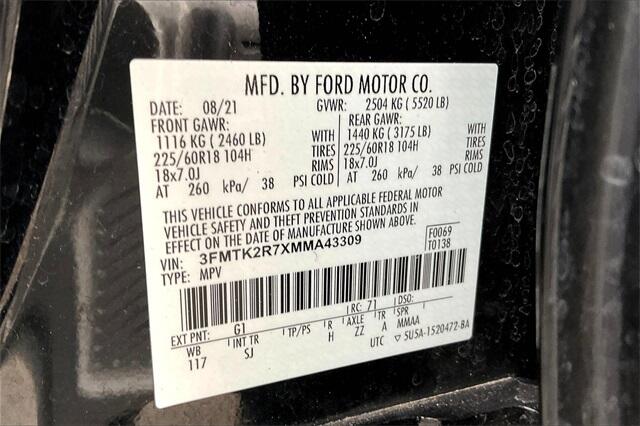 MFD. BY FORD MOTOR CO.
DATE: 08/21 GVWR: 2504 KG ( 5520 LB)
FRONT GAWR: REAR GAWR:
1116 KG ( 2460 LB) WITH 1440 KG ( 3175 LB) WITH
225/60R18 104H TIRES 225/60R18 104H TIRES
18x7.0J RIMS 18x7.0J RIMS
AT 260 kPa/ 38 PSI COLD AT 260 kPa/ 38 PSI COLD
THIS VEHICLE CONFORMS TO ALL APPLICABLE FEDERAL MOTOR
VEHICLE SAFETY AND THEFT PREVENTION STANDARDS IN
EFFECT ON THE DATE OF MANUFACTURE SHOWN ABOVE.
VIN: 3FMTK2R7XMMA43309 F0069
TYPE: MPV T0138
EXT PNT: G1 RC: 71 DSO:
WB INT TR TP/PS R AXLE TR SPR
117 SJ H ZZ A MMAA
UTC ▽ 5U5A-1520472-BA